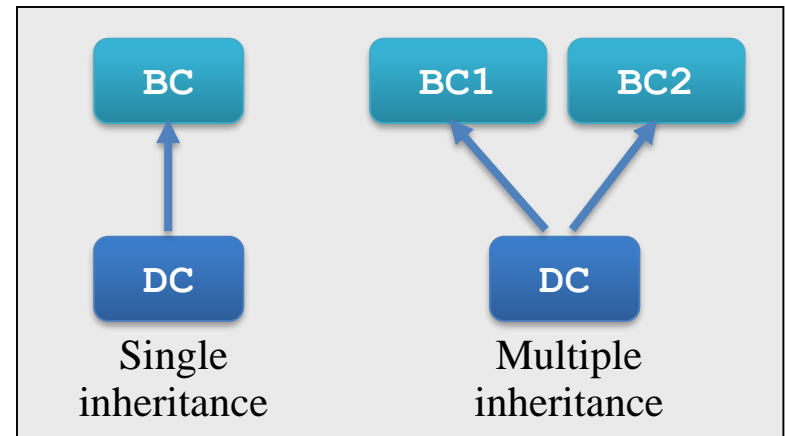 BC
BC1
BC2
DC
DC
Single
inheritance
Multiple
inheritance